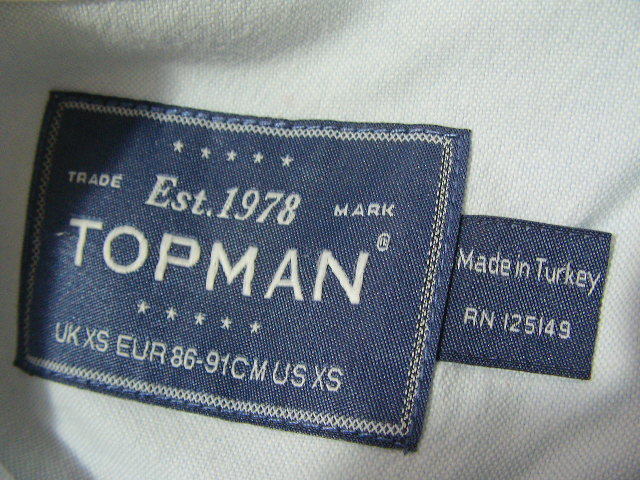 TRADE Est.1978 MARK
TOPMAN®
UK XS EUR 86-91CM US XS
Made in Turkey
RN 125149